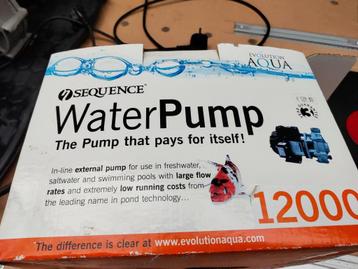 EVOLUTION
AQUA
SEQUENCE
WaterPump
The Pump that pays for itself!
In-line external pump for use in freshwater,
saltwater and swimming pools with large flow
rates and extremely low running costs from
the leading name in pond technology...
3
12000
The difference is clear at www.evolutionaqua.com